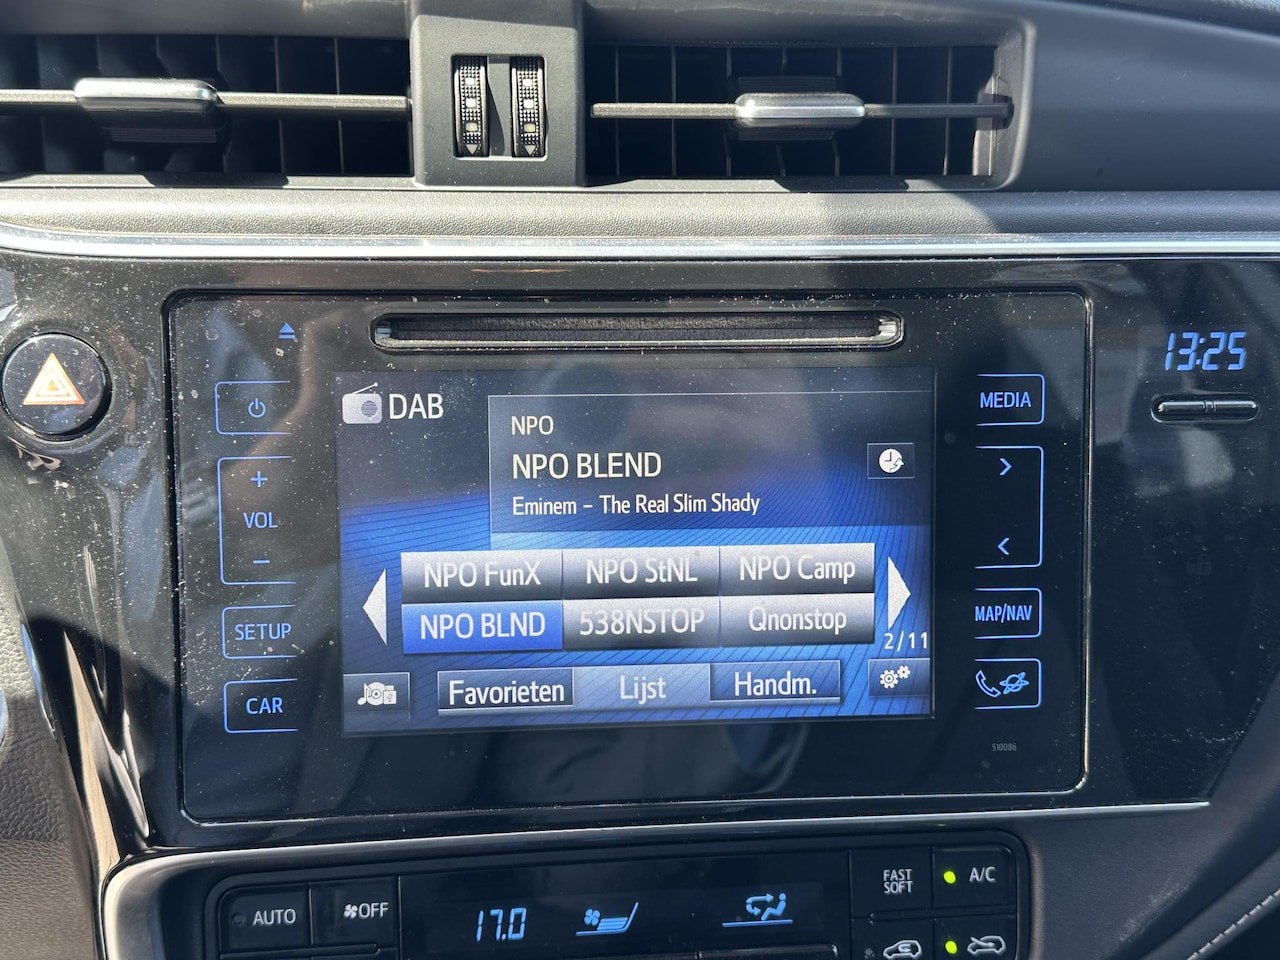 DAB
NPO
NPO BLEND
Eminem - The Real Slim Shady
NPO FunX NPO StNL NPO Camp
NPO BLND 538NSTOP Qnonstop
2/11
Favorieten Lijst Handm.
+
VOL
-
SETUP
CAR
MEDIA
>
<
MAP/NAV
510086
13:25
AUTO
OFF
17.0
FAST
SOFT
A/C